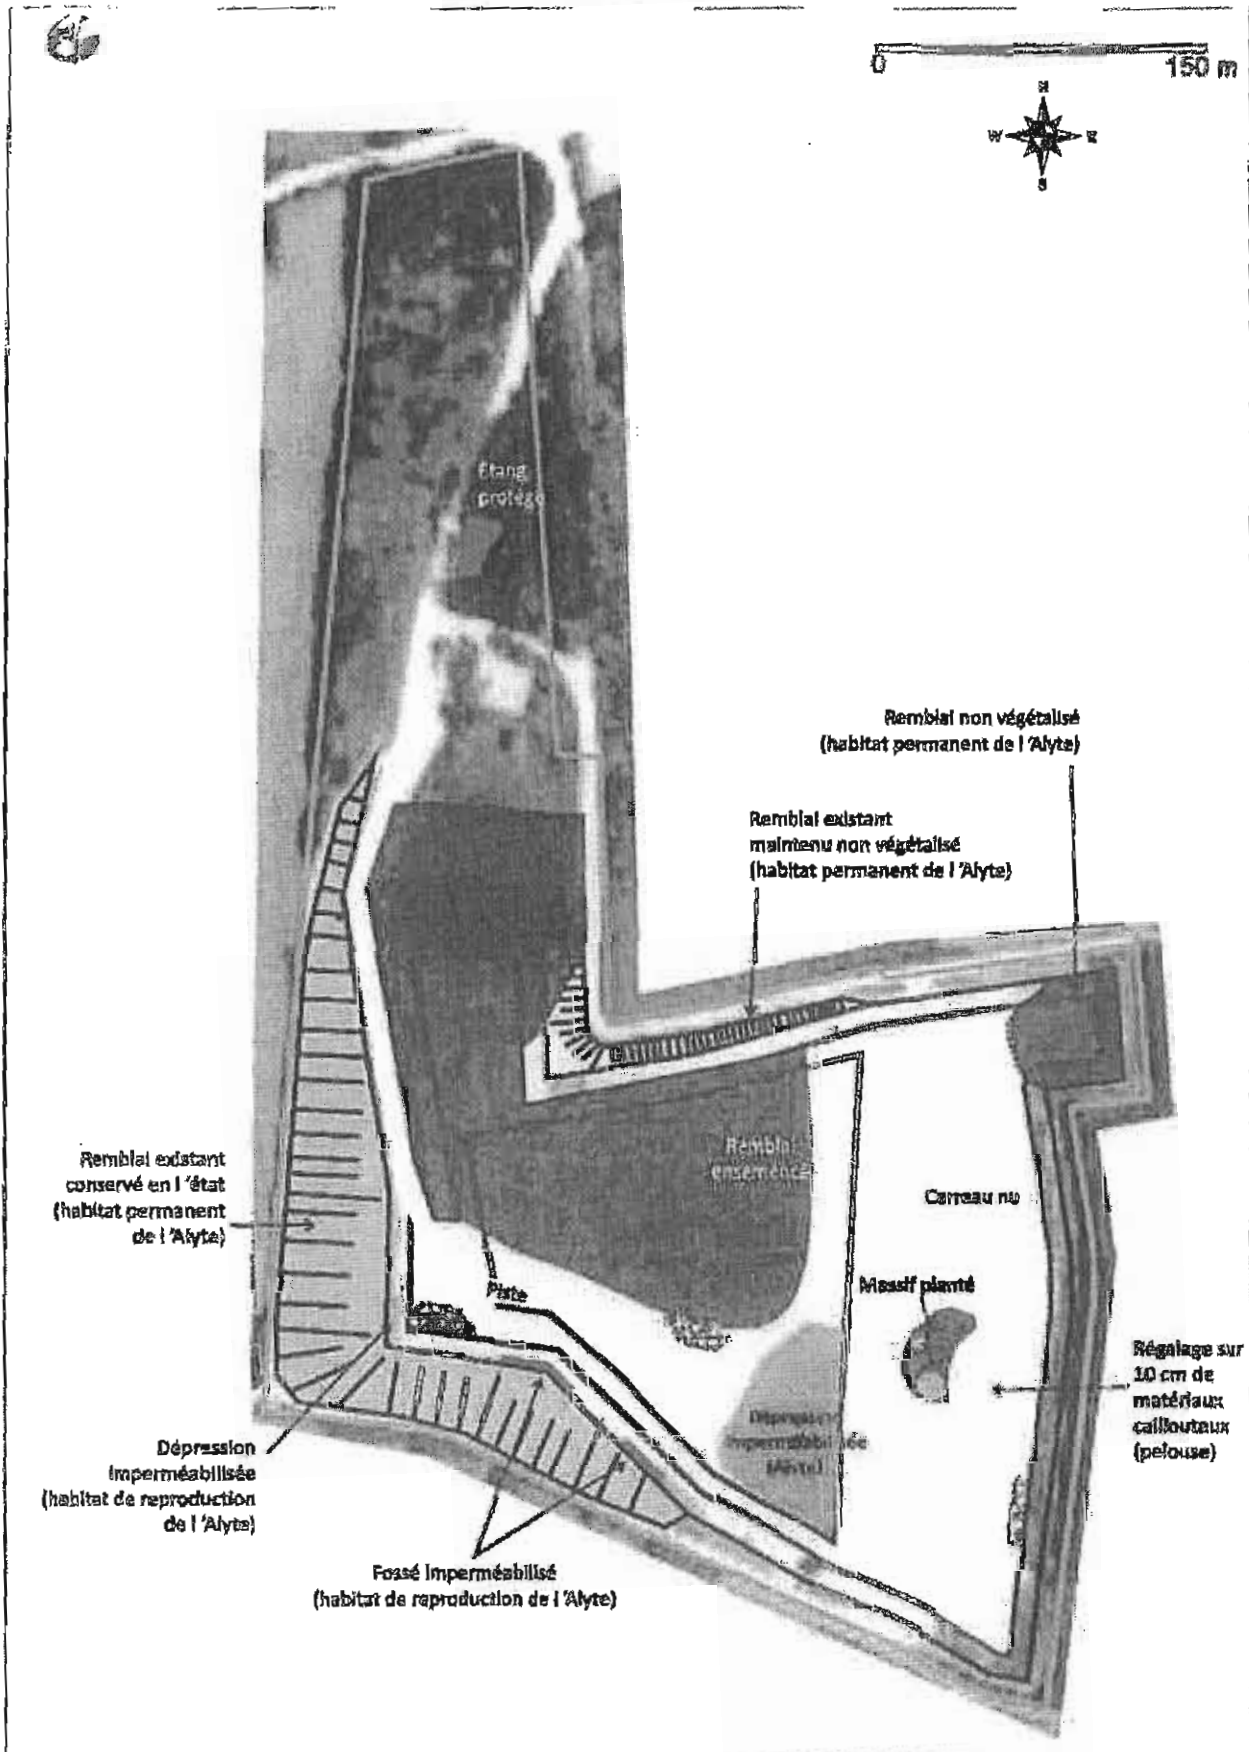 0
150 m
N
W
E
S
Etang
protégé
Remblai non végétalisé
(habitat permanent de l 'Alyte)
Remblai existant
maintenu non végétalisé
(habitat permanent de l 'Alyte)
Remblai
ensemencé
Remblai existant
conservé en l 'état
(habitat permanent
de l 'Alyte)
Carreau nu
Massif planté
Piste
Régalage sur
10 cm de
matériaux
caillouteux
(pelouse)
Dépression
imperméabilisée
(Alyte)
Dépression
imperméabilisée
(habitat de reproduction
de l 'Alyte)
Fossé imperméabilisé
(habitat de reproduction de l 'Alyte)